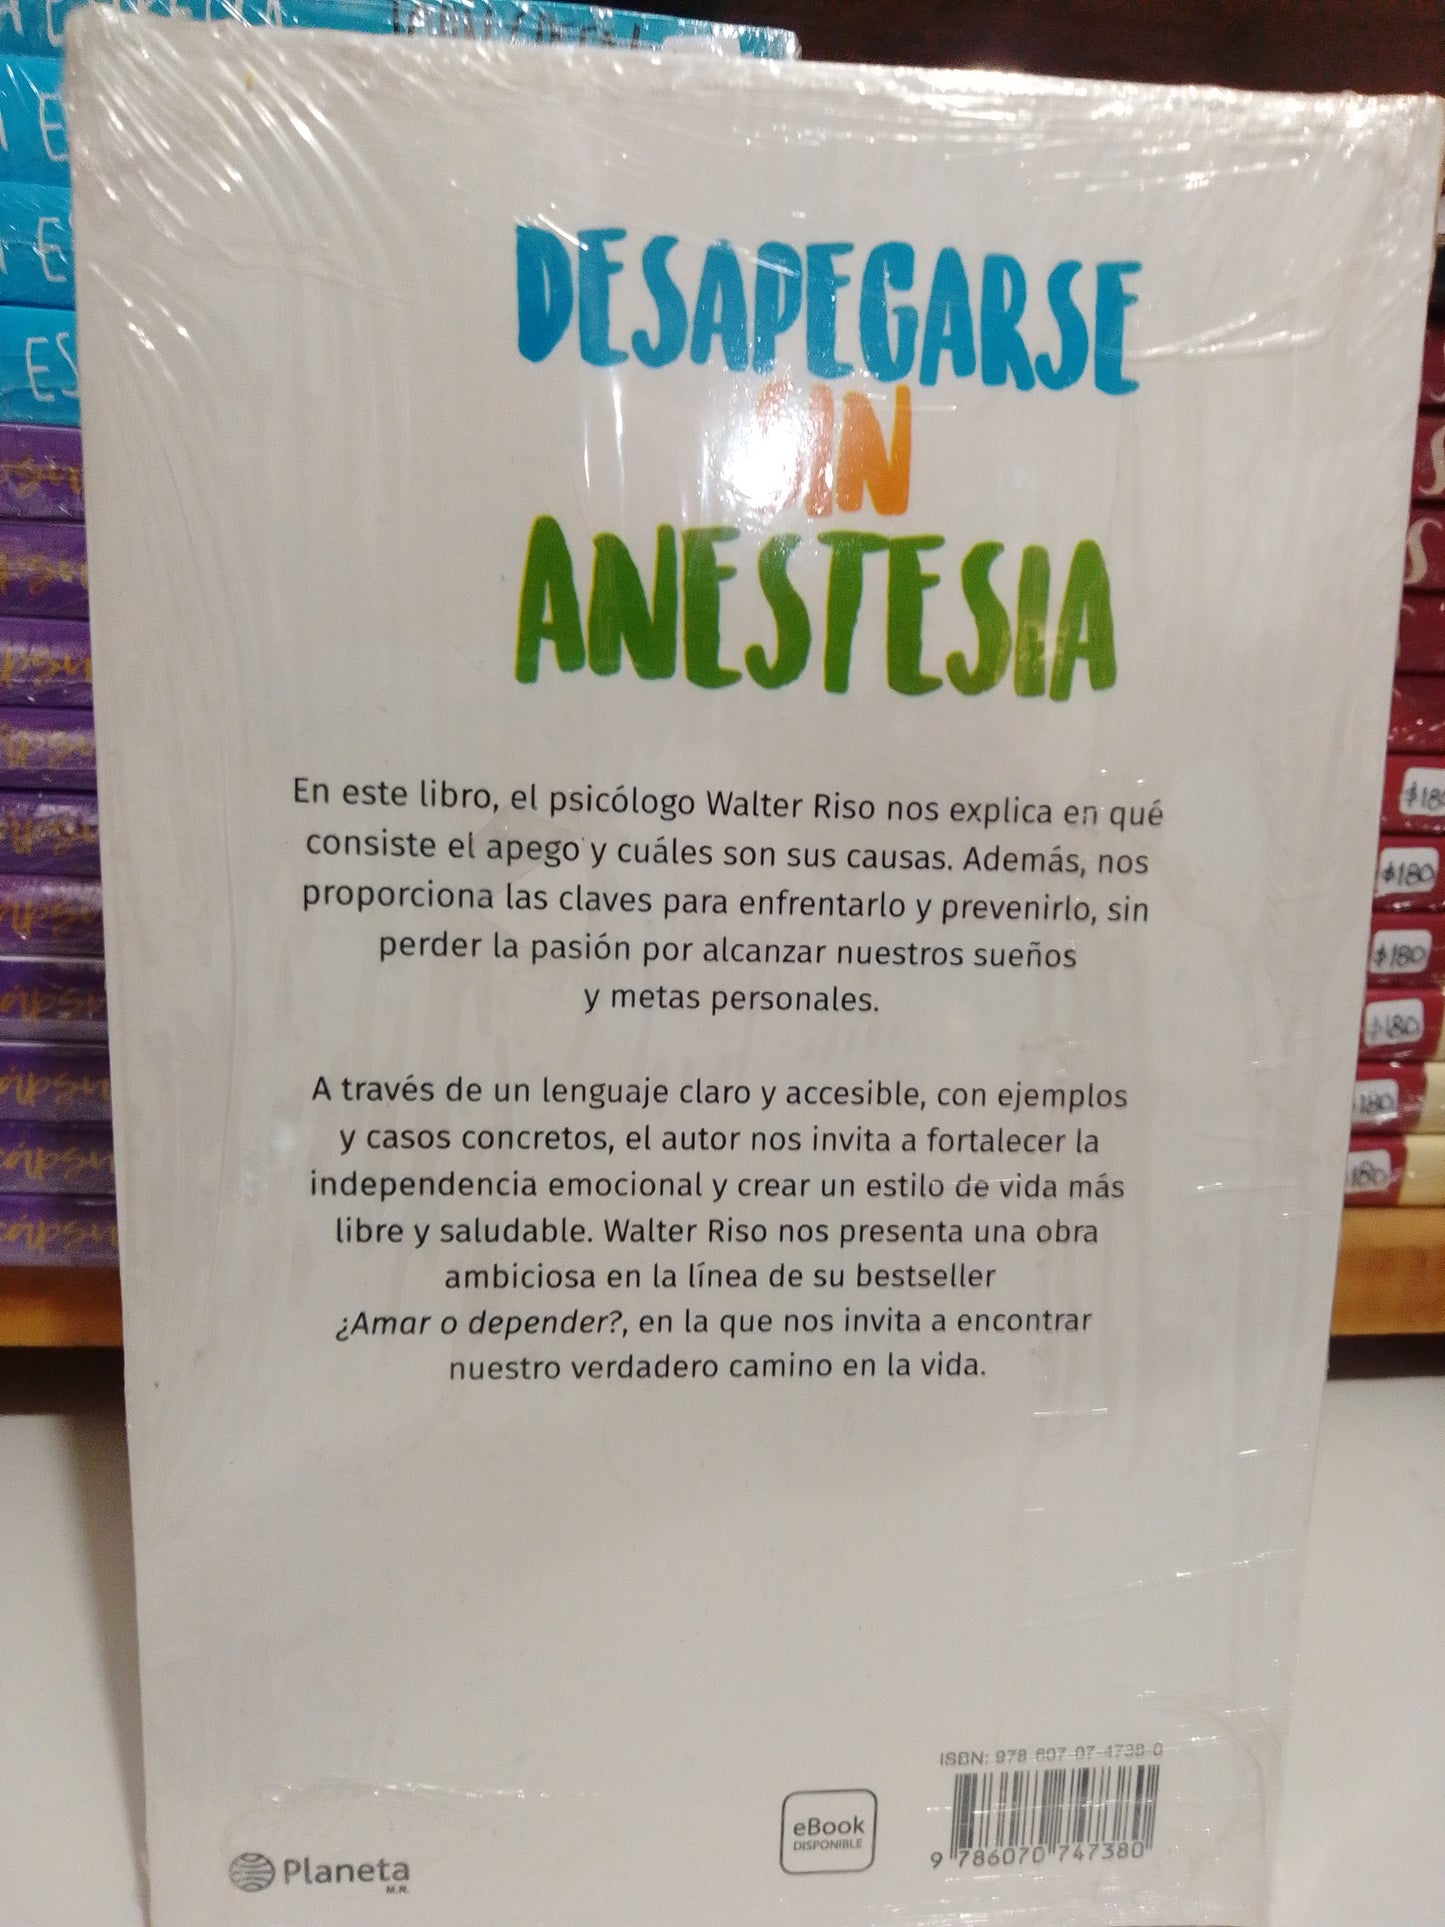 DESAPEGARSE
SIN
ANESTESIA
En este libro, el psicólogo Walter Riso nos explica en qué
consiste el apego y cuáles son sus causas. Además, nos
proporciona las claves para enfrentarlo y prevenirlo, sin
perder la pasión por alcanzar nuestros sueños
y metas personales.
A través de un lenguaje claro y accesible, con ejemplos
y casos concretos, el autor nos invita a fortalecer la
independencia emocional y crear un estilo de vida más
libre y saludable. Walter Riso nos presenta una obra
ambiciosa en la línea de su bestseller
¿Amar o depender?, en la que nos invita a encontrar
nuestro verdadero camino en la vida.
ISBN: 978-607-07-4738-0
9 786070 747380
eBook
DISPONIBLE
Planeta
M.R.
$180
$180
$180
180
180